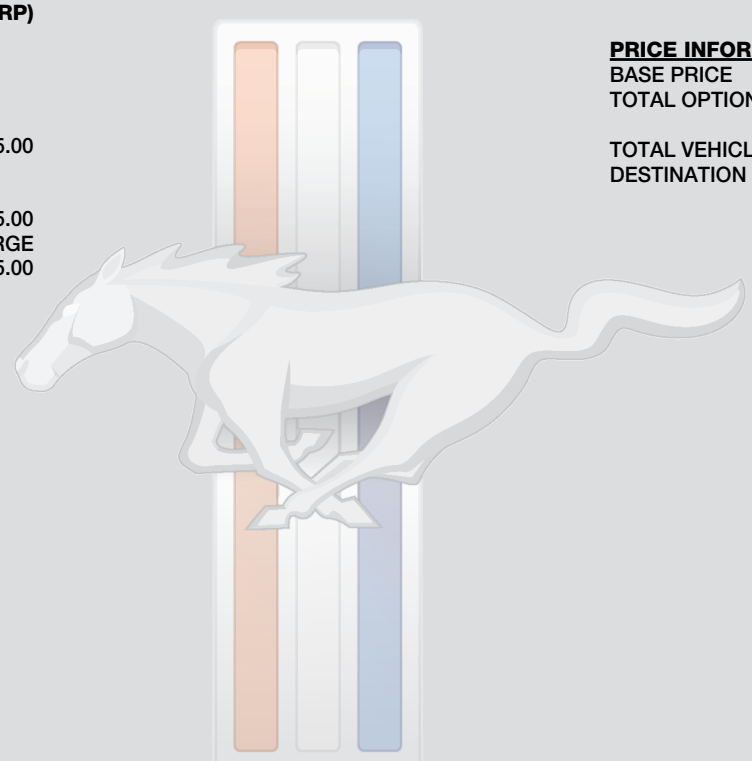 RP)
5.00
5.00
RGE
5.00
PRICE INFOR
BASE PRICE
TOTAL OPTION
TOTAL VEHICL
DESTINATION